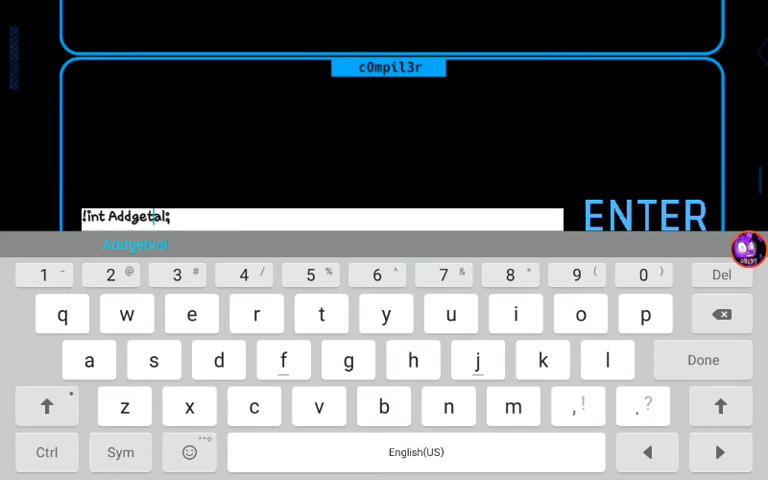 c0mpil3r
!int Addgetal;
ENTER
Addgetval
1 - 2 @ 3 # 4 / 5 % 6 ^ 7 & 8 * 9 ( 0 ) Del
q w e r t y u i o p
a s d f g h j k l Done
z x c v b n m , ! . ?
Ctrl Sym English(US)